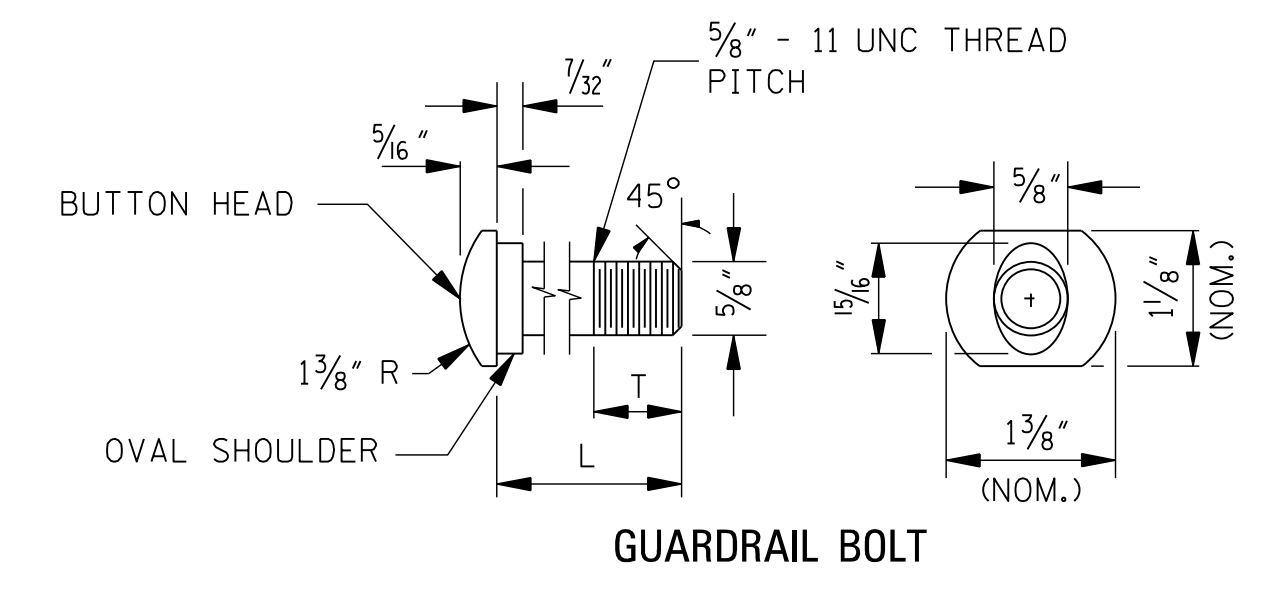 5/8" - 11 UNC THREAD
PITCH
7/32"
5/16"
BUTTON HEAD
45°
5/8"
1 3/8" R
T
OVAL SHOULDER
L
5/8"
15/16"
1 1/8"
(NOM.)
1 3/8"
(NOM.)
GUARDRAIL BOLT